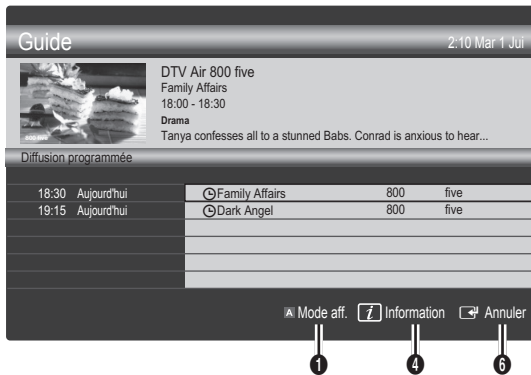 Guide
2:10 Mar 1 Jui
DTV Air 800 five
Family Affairs
18:00 - 18:30
Drama
Tanya confesses all to a stunned Babs. Conrad is anxious to hear...
Diffusion programmée
18:30 Aujourd'hui Family Affairs 800 five
19:15 Aujourd'hui Dark Angel 800 five
A Mode aff. i Information Annuler
1 4 6